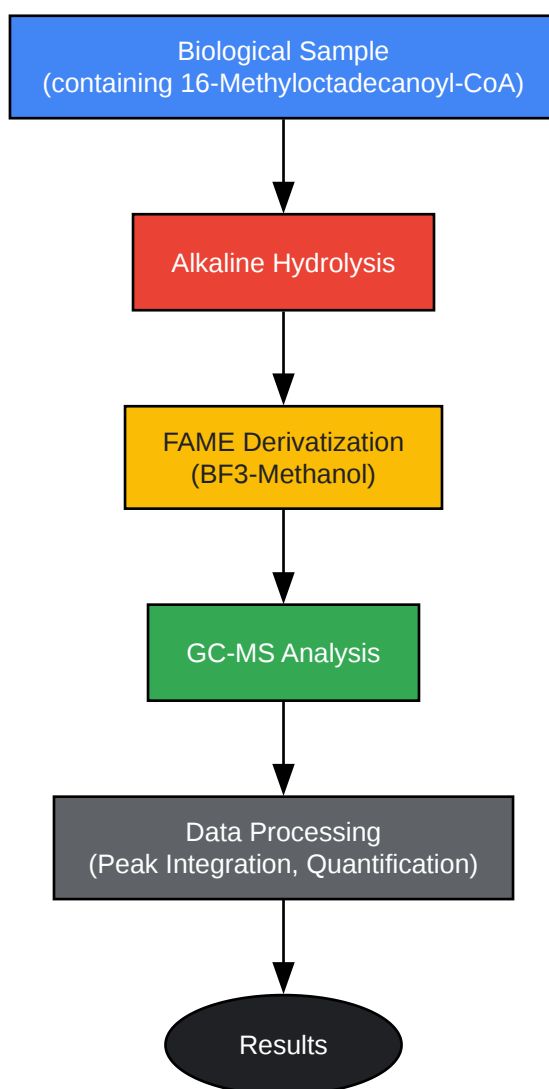 Biological Sample
(containing 16-Methyloctadecanoyl-CoA)
Alkaline Hydrolysis
FAME Derivatization
(BF3-Methanol)
GC-MS Analysis
Data Processing
(Peak Integration, Quantification)
Results